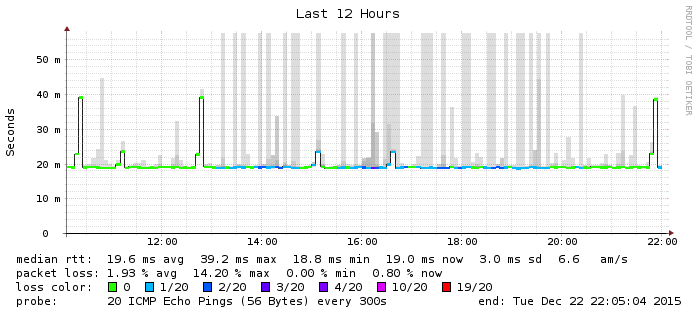 Last 12 Hours
RRDTOOL / TOBI OETIKER
Seconds
50 m
40 m
30 m
20 m
10 m
0
12:00 14:00 16:00 18:00 20:00 22:00
median rtt: 19.6 ms avg 39.2 ms max 18.8 ms min 19.0 ms now 3.0 ms sd 6.6 am/s
packet loss: 1.93 % avg 14.20 % max 0.00 % min 0.80 % now
loss color: 0 1/20 2/20 3/20 4/20 10/20 19/20
probe: 20 ICMP Echo Pings (56 Bytes) every 300s end: Tue Dec 22 22:05:04 2015